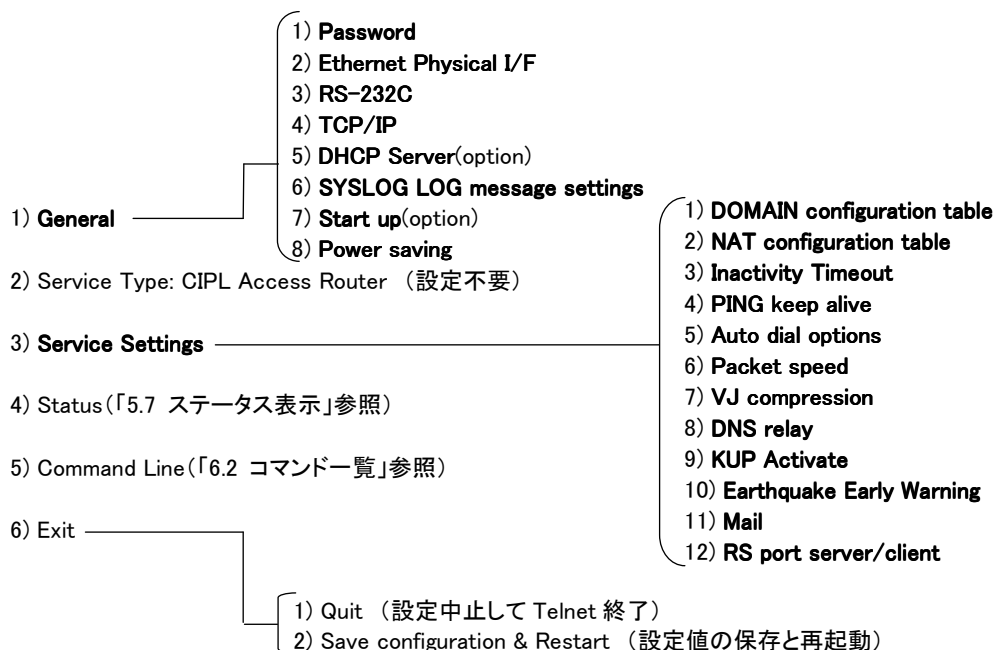 1) Password
2) Ethernet Physical I/F
3) RS-232C
4) TCP/IP
5) DHCP Server(option)
6) SYSLOG LOG message settings
7) Start up(option)
8) Power saving
1) General
2) Service Type: CIPL Access Router （設定不要）
3) Service Settings
1) DOMAIN configuration table
2) NAT configuration table
3) Inactivity Timeout
4) PING keep alive
5) Auto dial options
6) Packet speed
7) VJ compression
8) DNS relay
9) KUP Activate
10) Earthquake Early Warning
11) Mail
12) RS port server/client
4) Status（「5.7 ステータス表示」参照）
5) Command Line（「6.2 コマンド一覧」参照）
6) Exit
1) Quit （設定中止して Telnet 終了）
2) Save configuration & Restart （設定値の保存と再起動）